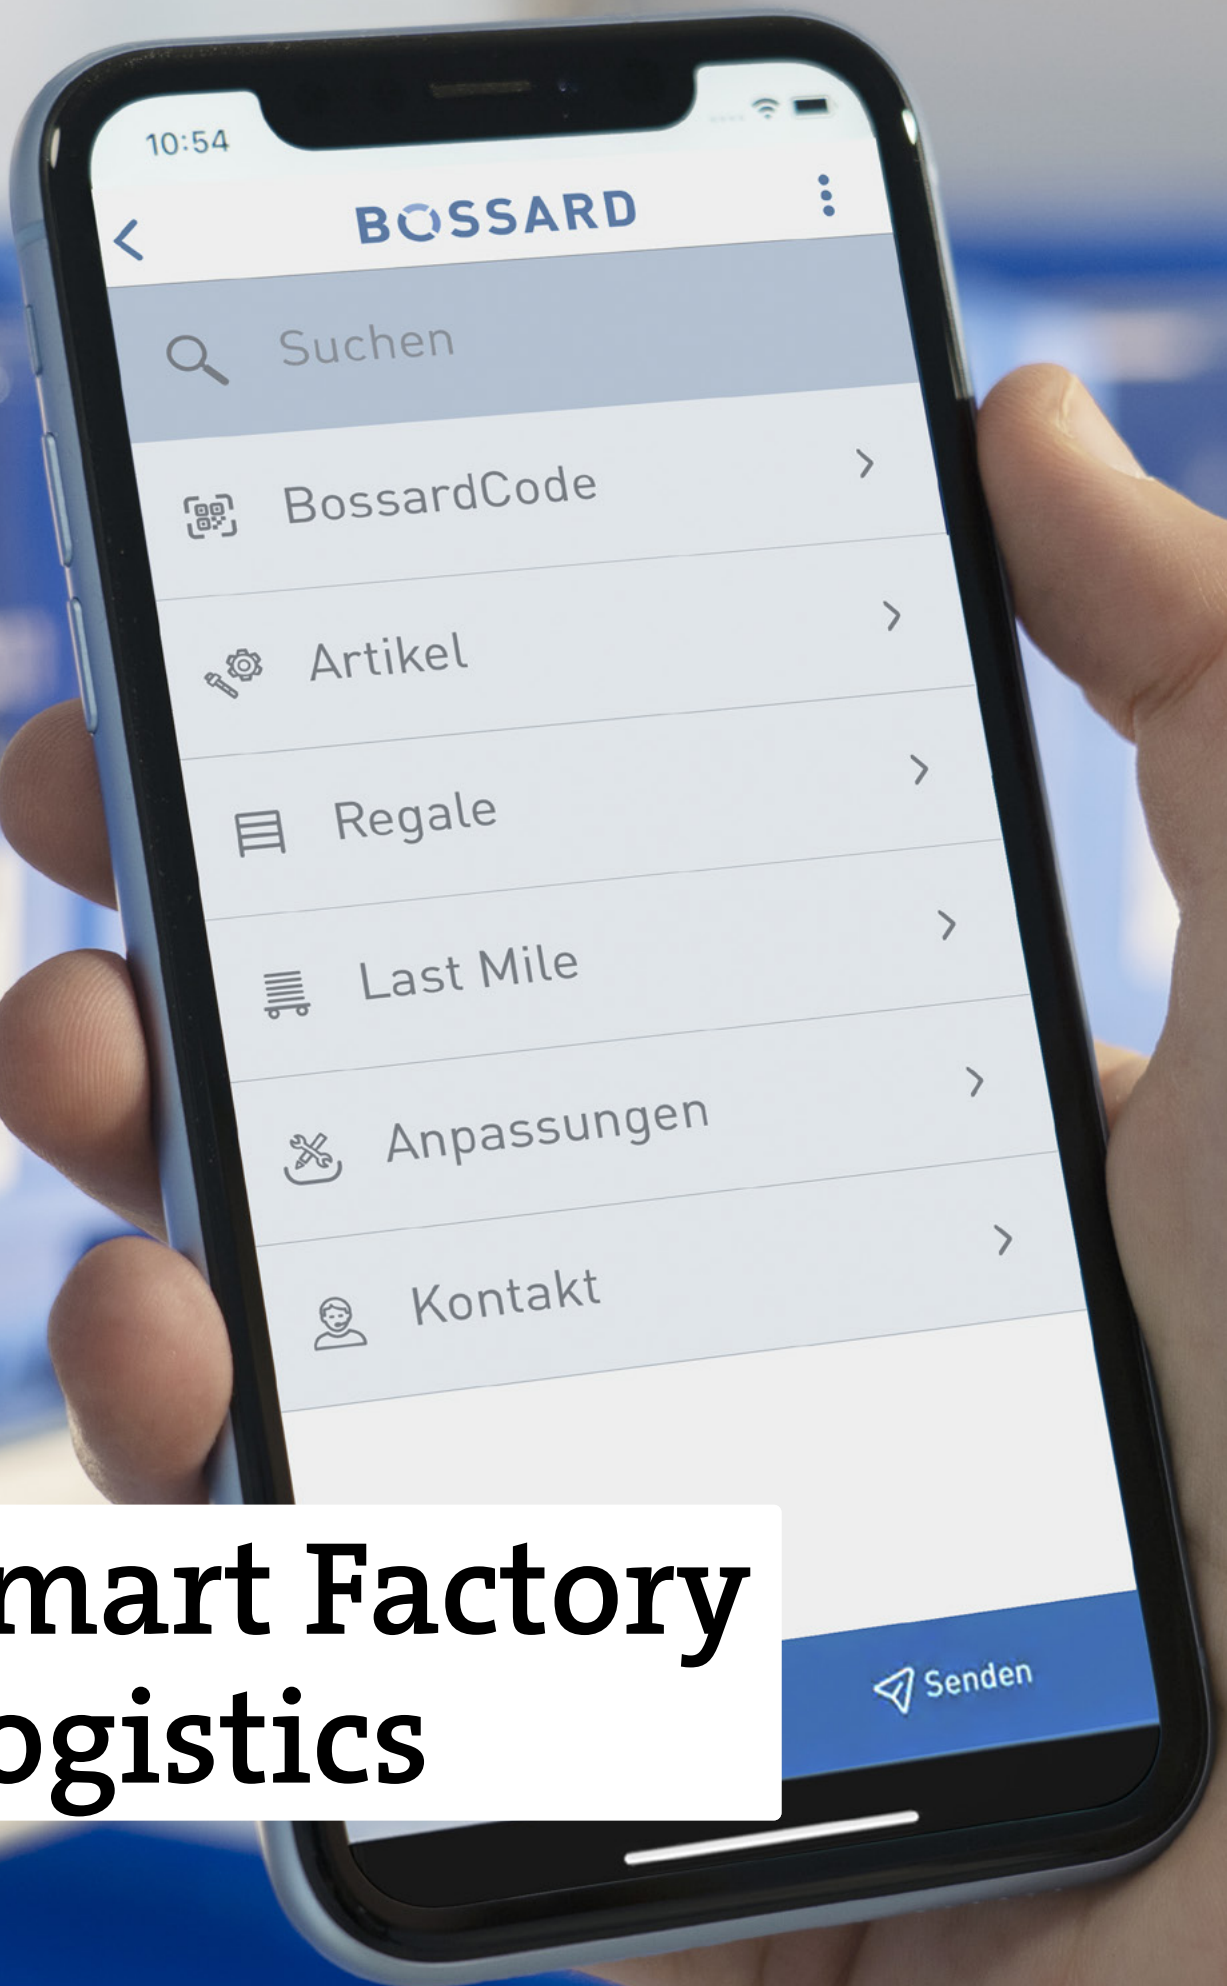 10:54
BOSSARD
Suchen
BossardCode
Artikel
Regale
Last Mile
Anpassungen
Kontakt
mart Factory
ogistics
Senden